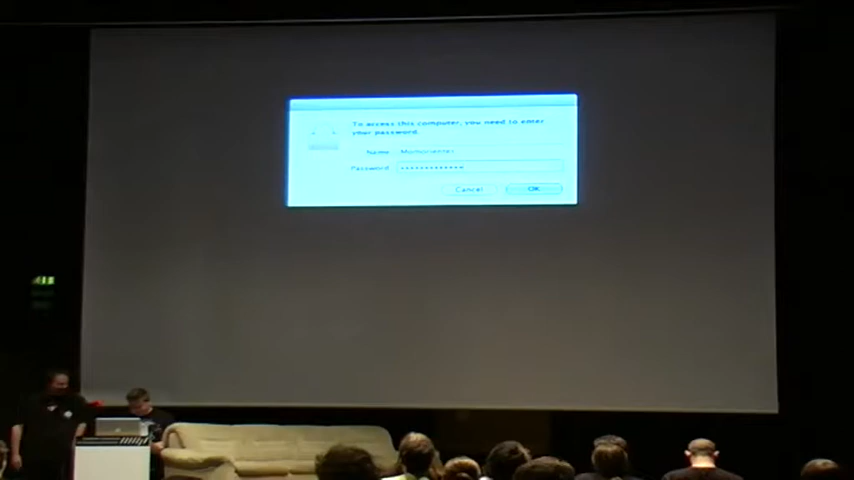 To access this computer, you need to enter
your password.
Name:
Password: •••••••••••••
Cancel OK